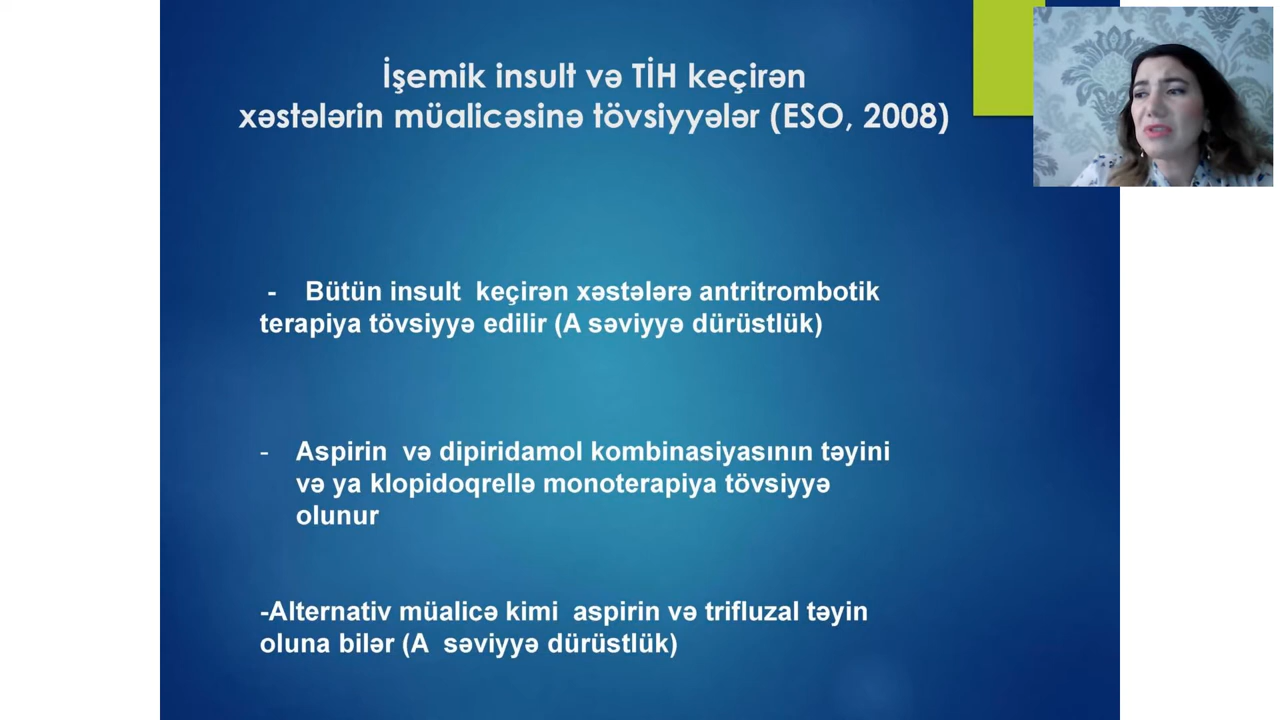 İşemik insult və TİH keçirən
xəstələrin müalicəsinə tövsiyyələr (ESO, 2008)
- Bütün insult keçirən xəstələrə antritrombotik
terapiya tövsiyyə edilir (A səviyyə dürüstlük)
- Aspirin və dipiridamol kombinasiyasının təyini
və ya klopidoqrellə monoterapiya tövsiyyə
olunur
-Alternativ müalicə kimi aspirin və trifluzal təyin
oluna bilər (A səviyyə dürüstlük)